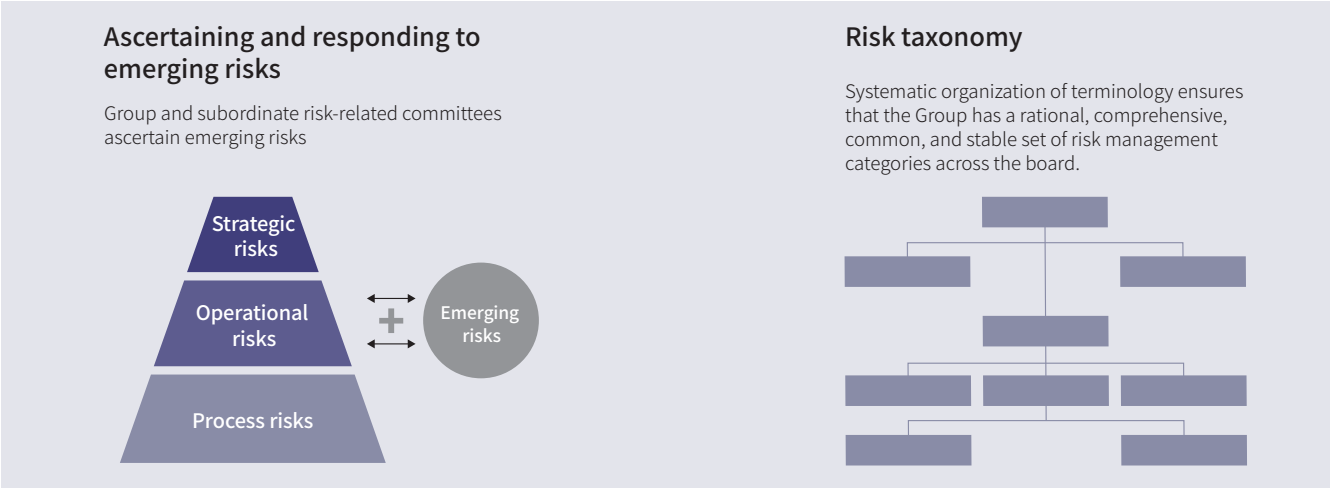 Ascertaining and responding to
emerging risks
Group and subordinate risk-related committees
ascertain emerging risks
Strategic
risks
Operational
risks
Process risks
+
Emerging
risks
Risk taxonomy
Systematic organization of terminology ensures
that the Group has a rational, comprehensive,
common, and stable set of risk management
categories across the board.